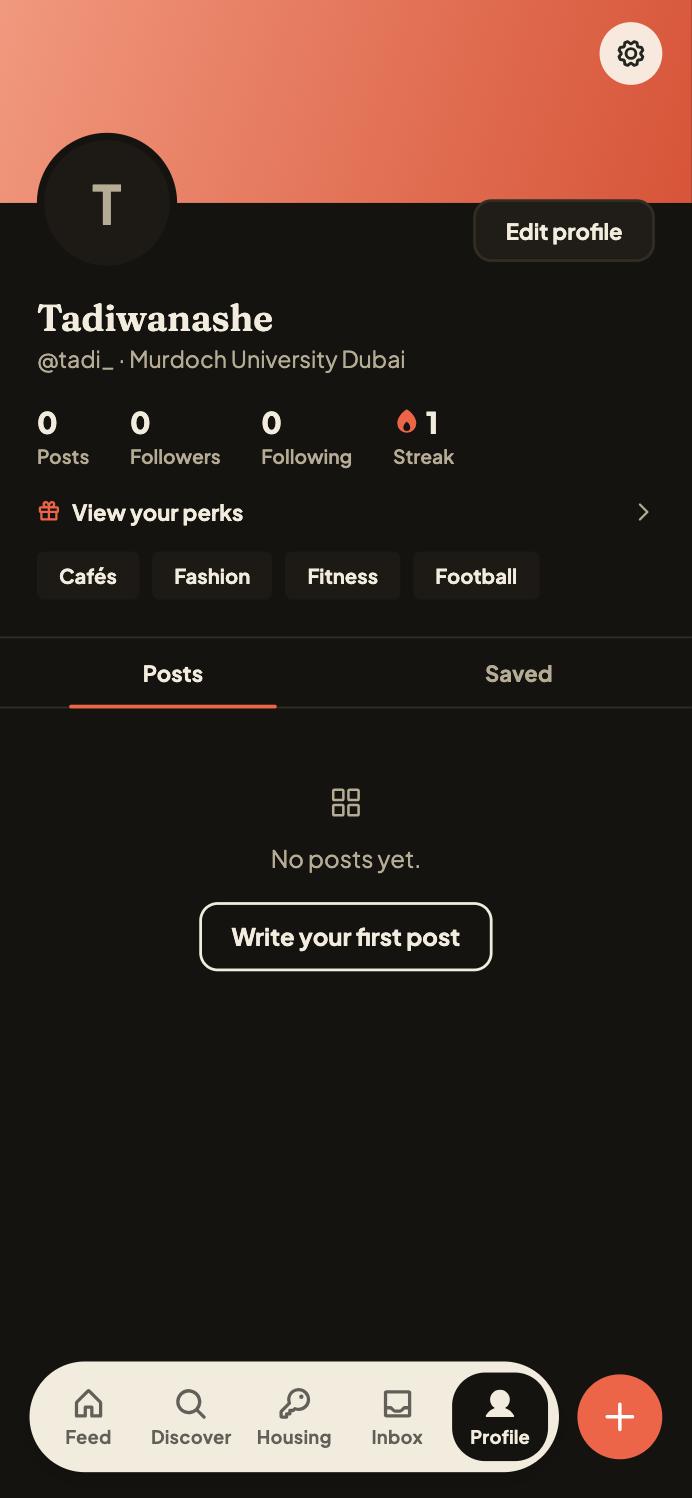 T
Edit profile
Tadiwanashe
@tadi_ · Murdoch University Dubai
0 0 0 1
Posts Followers Following Streak
View your perks
Cafés Fashion Fitness Football
Posts Saved
No posts yet.
Write your first post
Feed Discover Housing Inbox Profile